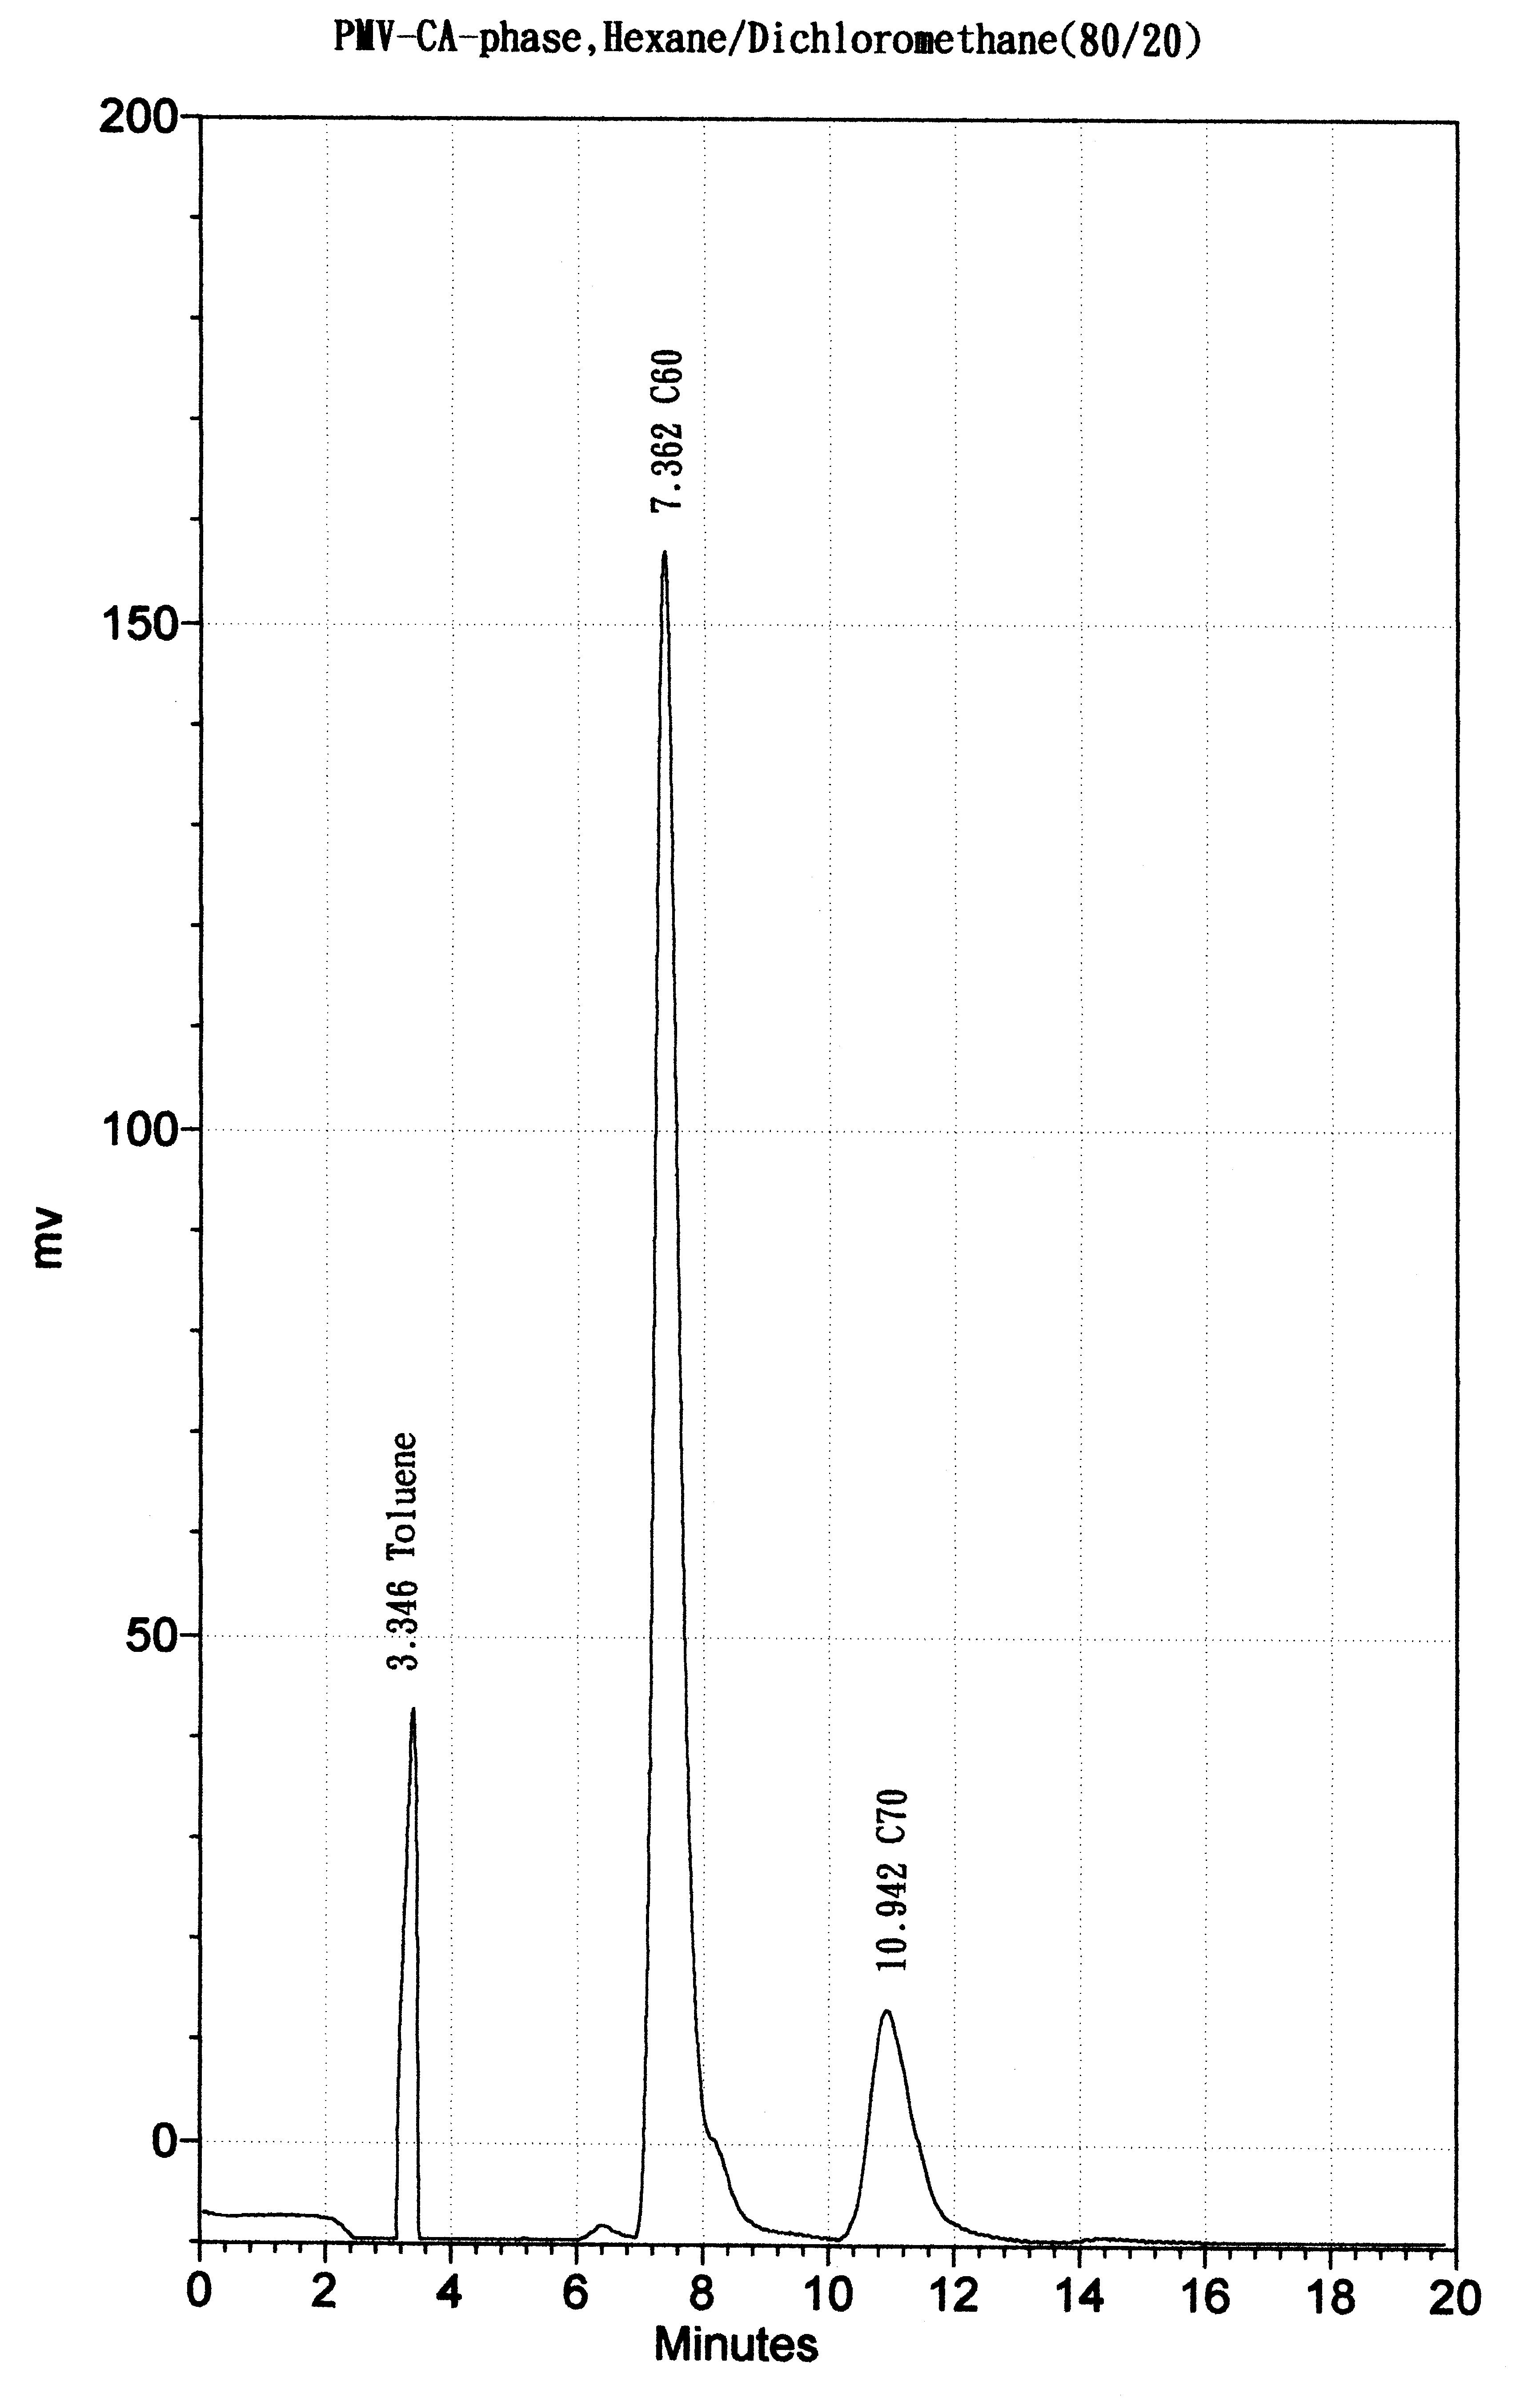 PMV-CA-phase,Hexane/Dichloromethane(80/20)
200
150
100
50
0
mv
3.346 Toluene
7.362 C60
10.942 C70
0 2 4 6 8 10 12 14 16 18 20
Minutes